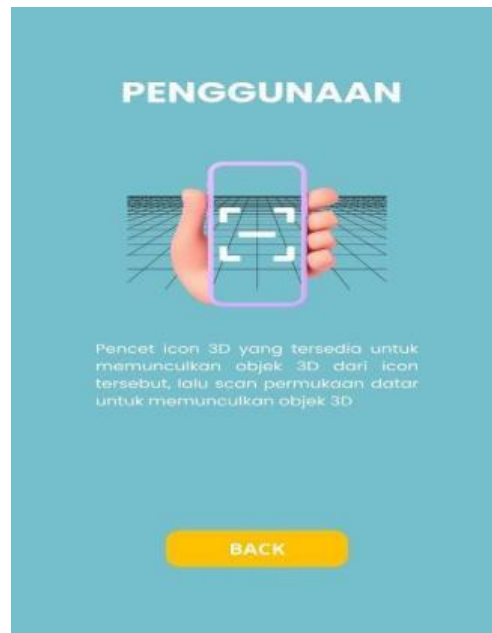 PENGGUNAAN
Pencet icon 3D yang tersedia untuk
memunculkan objek 3D dari icon
tersebut, lalu scan permukaan datar
untuk memunculkan objek 3D
BACK